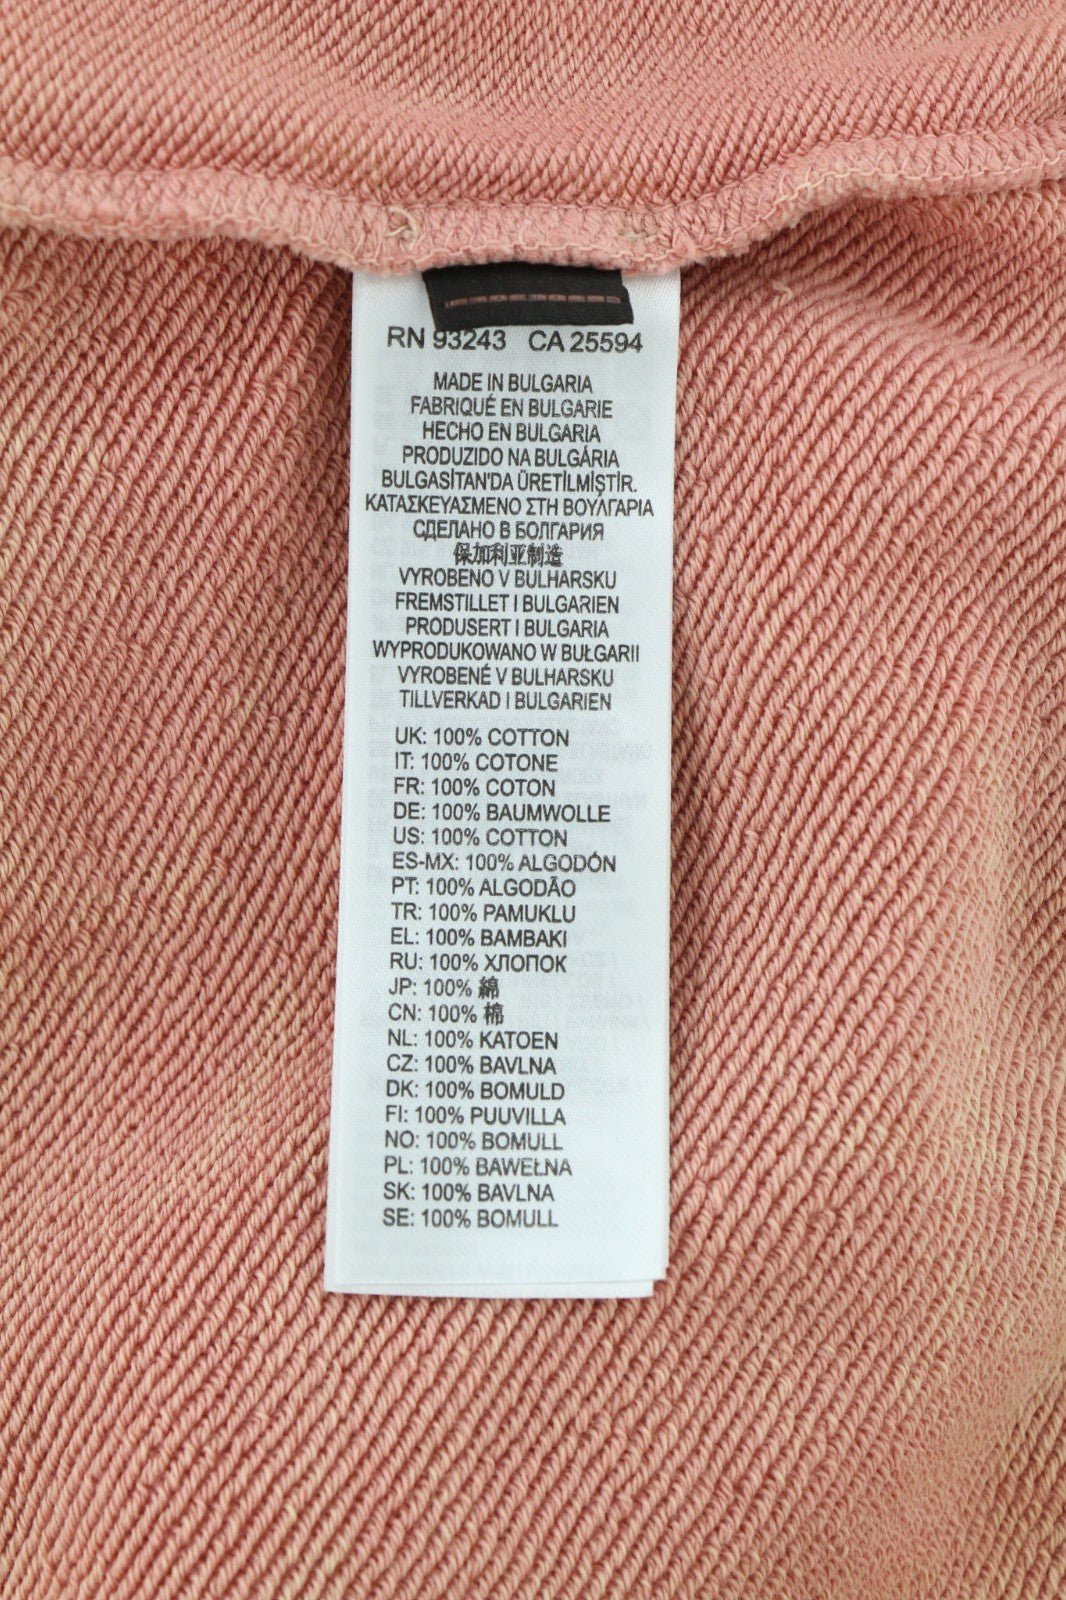 RN 93243 CA 25594
MADE IN BULGARIA
FABRIQUÉ EN BULGARIE
HECHO EN BULGARIA
PRODUZIDO NA BULGÁRIA
BULGASİTAN'DA ÜRETİLMİŞTİR.
ΚΑΤΑΣΚΕΥΑΣΜΕΝΟ ΣΤΗ ΒΟΥΛΓΑΡΙΑ
СДЕЛАНО В БОЛГАРИЯ
保加利亚制造
VYROBENO V BULHARSKU
FREMSTILLET I BULGARIEN
PRODUSERT I BULGARIA
WYPRODUKOWANO W BUŁGARII
VYROBENÉ V BULHARSKU
TILLVERKAD I BULGARIEN
UK: 100% COTTON
IT: 100% COTONE
FR: 100% COTON
DE: 100% BAUMWOLLE
US: 100% COTTON
ES-MX: 100% ALGODÓN
PT: 100% ALGODÃO
TR: 100% PAMUKLU
EL: 100% ΒΑΜΒΑΚΙ
RU: 100% ХЛОПОК
JP: 100% 綿
CN: 100% 棉
NL: 100% KATOEN
CZ: 100% BAVLNA
DK: 100% BOMULD
FI: 100% PUUVILLA
NO: 100% BOMULL
PL: 100% BAWEŁNA
SK: 100% BAVLNA
SE: 100% BOMULL